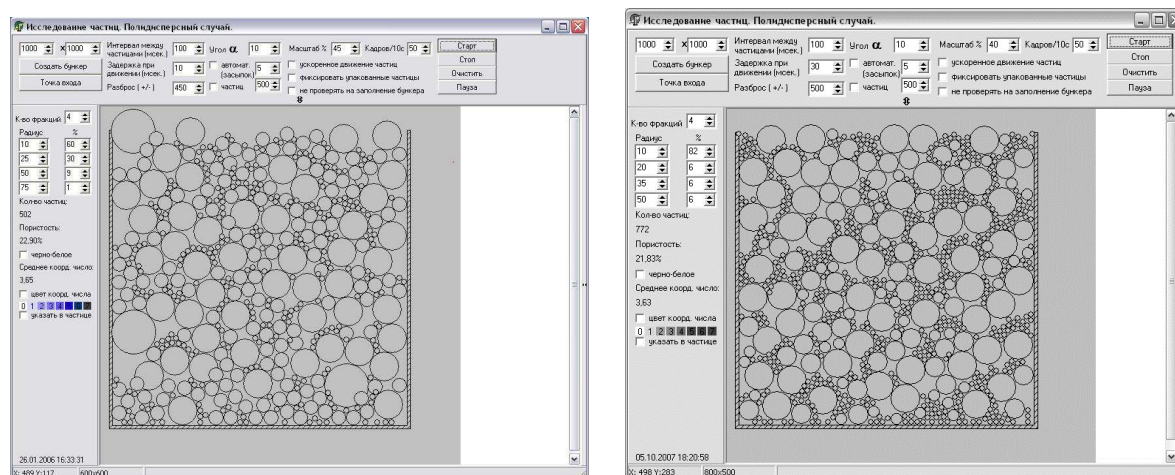 Исследование частиц. Полидисперсный случай.
1000 x 1000 Интервал между частицами (мсек.) 100 Угол α 10 Масштаб % 45 Кадров/10с 50 Старт
Создать бункер Задержка при движении (мсек.) 10 автомат. (засыпок) 5 ускоренное движение частиц Стоп
фиксировать упакованные частицы Очистить
Точка входа Разброс (+/-) 450 частиц 500 не проверять на заполнение бункера Пауза
К-во фракций 4
Радиус %
10 60
25 30
50 9
75 1
Кол-во частиц:
502
Пористость:
22,90%
черно-белое
Среднее коорд. число:
3,65
цвет коорд. числа
0 1 2 3 4 5 6 7
указать в частице
26.01.2006 16:33:31
X: 489 Y:117 600x600
Исследование частиц. Полидисперсный случай.
1000 x 1000 Интервал между частицами (мсек.) 100 Угол α 10 Масштаб % 40 Кадров/10с 50 Старт
Создать бункер Задержка при движении (мсек.) 30 автомат. (засыпок) 5 ускоренное движение частиц Стоп
фиксировать упакованные частицы Очистить
Точка входа Разброс (+/-) 500 частиц 500 не проверять на заполнение бункера Пауза
К-во фракций 4
Радиус %
10 82
20 6
35 6
50 6
Кол-во частиц:
772
Пористость:
21,83%
черно-белое
Среднее коорд. число:
3,63
цвет коорд. числа
0 1 2 3 4 5 6 7
указать в частице
05.10.2007 18:20:58
X: 498 Y:283 800x500